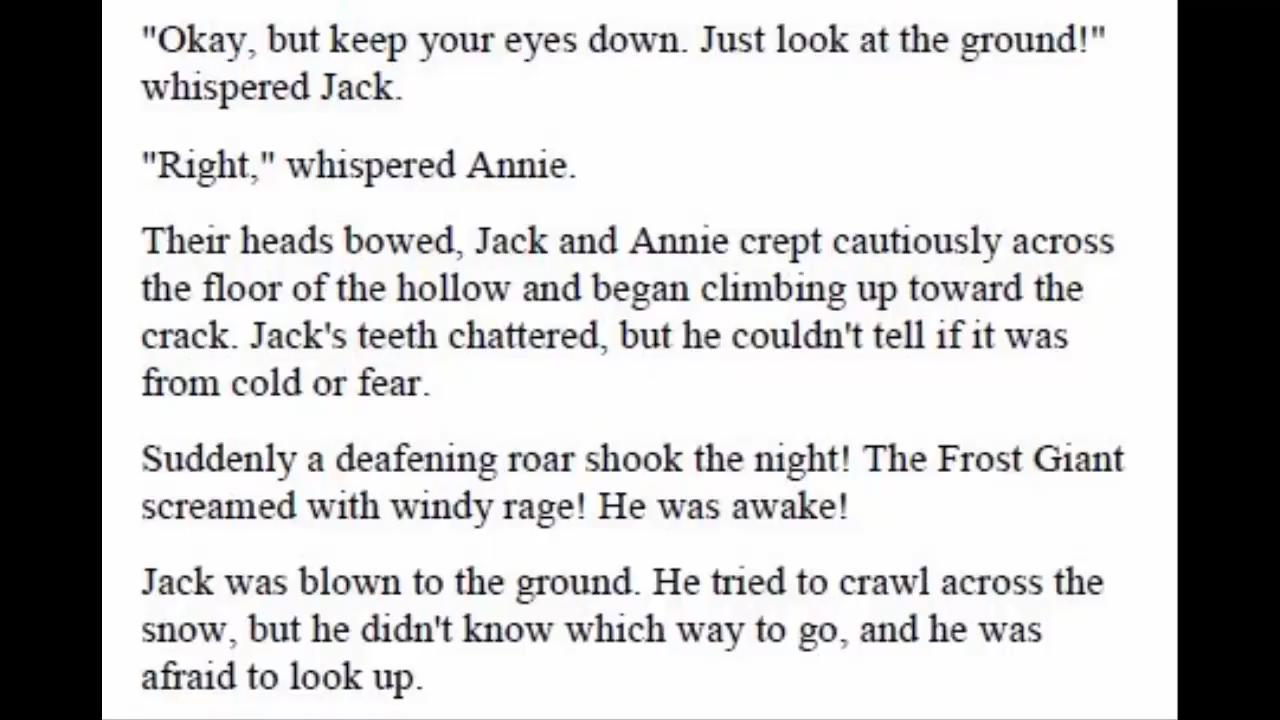 "Okay, but keep your eyes down. Just look at the ground!"
whispered Jack.
"Right," whispered Annie.
Their heads bowed, Jack and Annie crept cautiously across
the floor of the hollow and began climbing up toward the
crack. Jack's teeth chattered, but he couldn't tell if it was
from cold or fear.
Suddenly a deafening roar shook the night! The Frost Giant
screamed with windy rage! He was awake!
Jack was blown to the ground. He tried to crawl across the
snow, but he didn't know which way to go, and he was
afraid to look up.